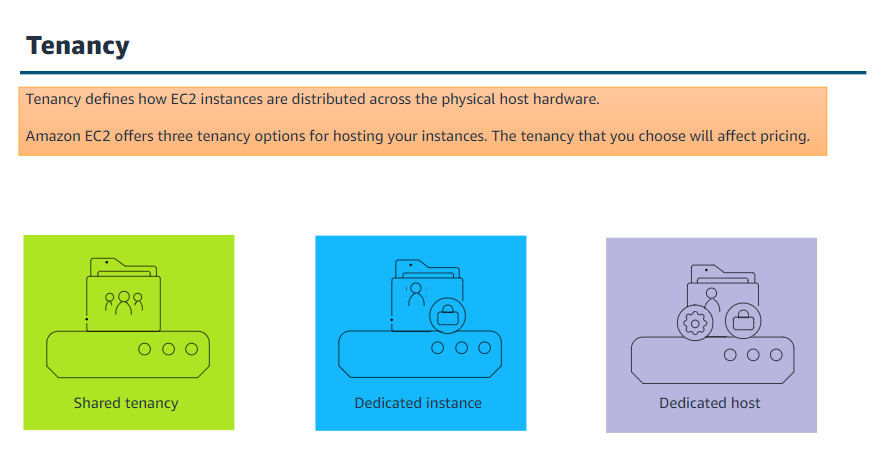 Tenancy
Tenancy defines how EC2 instances are distributed across the physical host hardware.
Amazon EC2 offers three tenancy options for hosting your instances. The tenancy that you choose will affect pricing.
Shared tenancy
Dedicated instance
Dedicated host